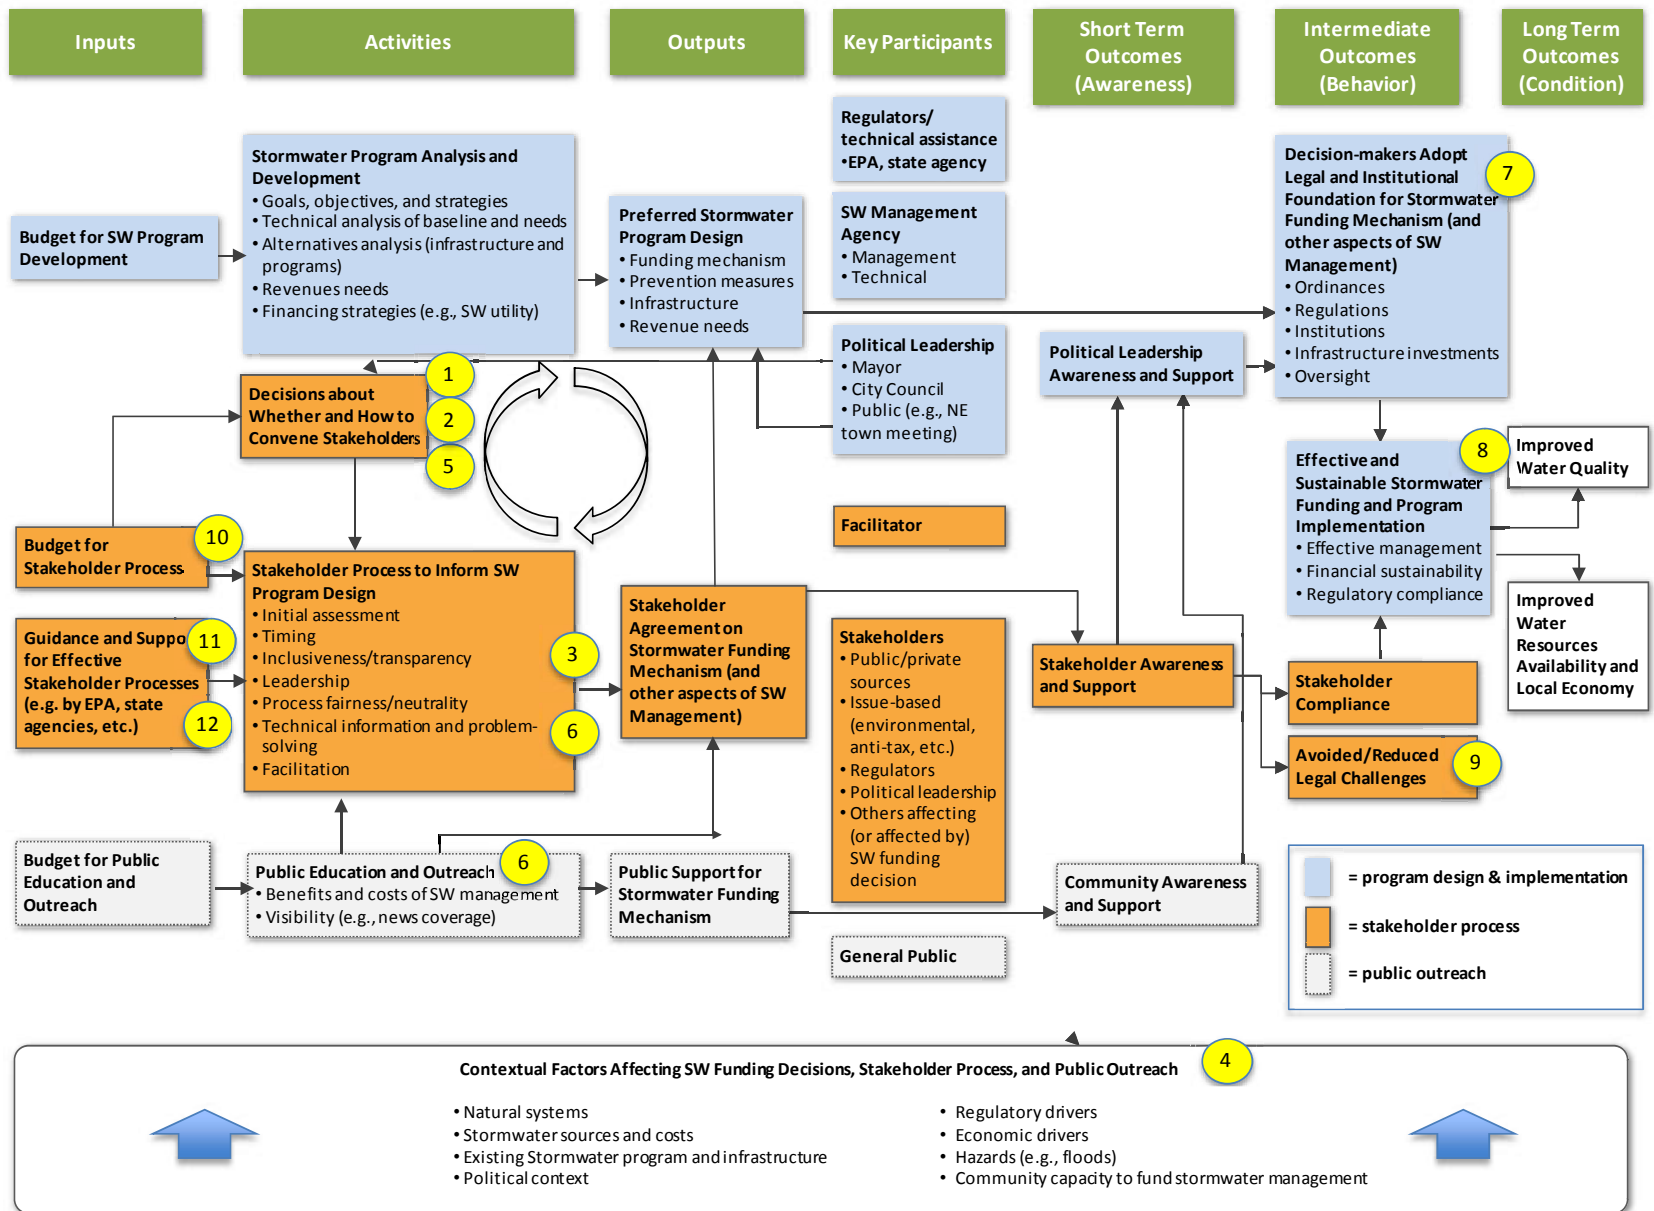 Inputs
Activities
Outputs
Key Participants
Short Term
Outcomes
(Awareness)
Intermediate
Outcomes
(Behavior)
Long Term
Outcomes
(Condition)
Budget for SW Program
Development
Stormwater Program Analysis and
Development
• Goals, objectives, and strategies
• Technical analysis of baseline and needs
• Alternatives analysis (infrastructure and
programs)
• Revenues needs
• Financing strategies (e.g., SW utility)
Preferred Stormwater
Program Design
• Funding mechanism
• Prevention measures
• Infrastructure
• Revenue needs
Regulators/
technical assistance
•EPA, state agency
SW Management
Agency
• Management
• Technical
Political Leadership
• Mayor
• City Council
• Public (e.g., NE
town meeting)
Political Leadership
Awareness and Support
Decision-makers Adopt
Legal and Institutional
Foundation for Stormwater
Funding Mechanism (and
other aspects of SW
Management)
• Ordinances
• Regulations
• Institutions
• Infrastructure investments
• Oversight
7
Decisions about
Whether and How to
Convene Stakeholders
1
2
5
Effective and
Sustainable Stormwater
Funding and Program
Implementation
• Effective management
• Financial sustainability
• Regulatory compliance
8
Improved
Water Quality
Improved
Water
Resources
Availability and
Local Economy
Budget for
Stakeholder Process
10
Guidance and Suppo
for Effective
Stakeholder Processes
(e.g. by EPA, state
agencies, etc.)
11
12
Stakeholder Process to Inform SW
Program Design
• Initial assessment
• Timing
• Inclusiveness/transparency
• Leadership
• Process fairness/neutrality
• Technical information and problem-
solving
• Facilitation
3
6
Stakeholder
Agreement on
Stormwater Funding
Mechanism (and
other aspects of SW
Management)
Facilitator
Stakeholders
• Public/private
sources
• Issue-based
(environmental,
anti-tax, etc.)
• Regulators
• Political leadership
• Others affecting
(or affected by)
SW funding
decision
Stakeholder Awareness
and Support
Stakeholder
Compliance
Avoided/Reduced
Legal Challenges
9
Budget for Public
Education and
Outreach
Public Education and Outreach
• Benefits and costs of SW management
• Visibility (e.g., news coverage)
6
Public Support for
Stormwater Funding
Mechanism
General Public
Community Awareness
and Support
= program design & implementation
= stakeholder process
= public outreach
Contextual Factors Affecting SW Funding Decisions, Stakeholder Process, and Public Outreach
4
• Natural systems
• Stormwater sources and costs
• Existing Stormwater program and infrastructure
• Political context
• Regulatory drivers
• Economic drivers
• Hazards (e.g., floods)
• Community capacity to fund stormwater management